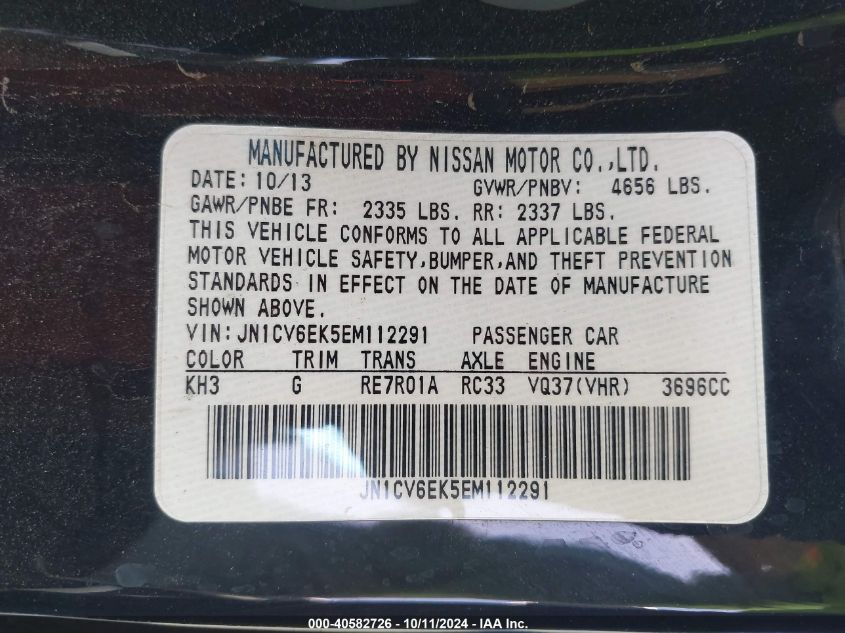 MANUFACTURED BY NISSAN MOTOR CO.,LTD.
DATE: 10/13 GVWR/PNBV: 4656 LBS.
GAWR/PNBE FR: 2335 LBS. RR: 2337 LBS.
THIS VEHICLE CONFORMS TO ALL APPLICABLE FEDERAL
MOTOR VEHICLE SAFETY,BUMPER,AND THEFT PREVENTION
STANDARDS IN EFFECT ON THE DATE OF MANUFACTURE
SHOWN ABOVE.
VIN:JN1CV6EK5EM112291 PASSENGER CAR
COLOR TRIM TRANS AXLE ENGINE
KH3 G RE7R01A RC33 VQ37(VHR) 3696CC
JN1CV6EK5EM112291
000-40582726 - 10/11/2024 - IAA Inc.